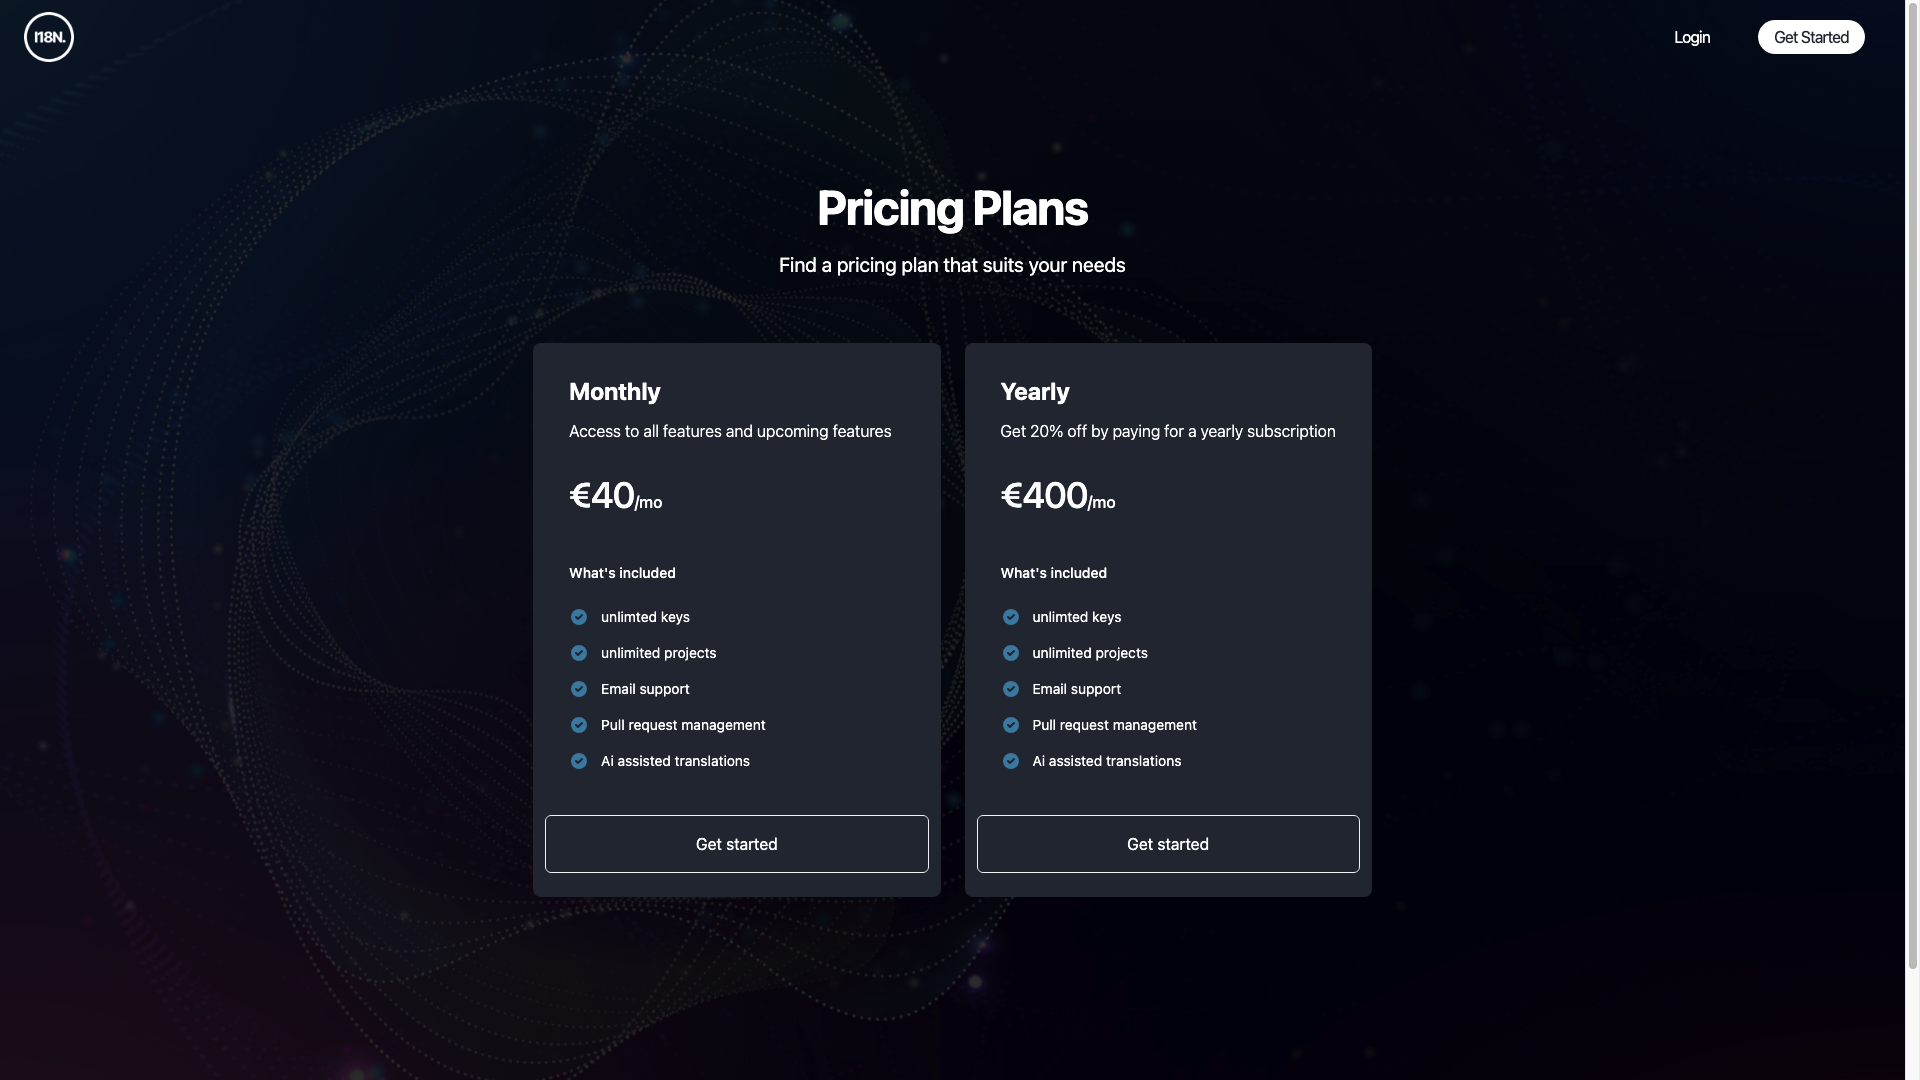 I18N.
Login
Get Started
Pricing Plans
Find a pricing plan that suits your needs
Monthly
Access to all features and upcoming features
€40/mo
What's included
unlimted keys
unlimited projects
Email support
Pull request management
Ai assisted translations
Get started
Yearly
Get 20% off by paying for a yearly subscription
€400/mo
What's included
unlimted keys
unlimited projects
Email support
Pull request management
Ai assisted translations
Get started